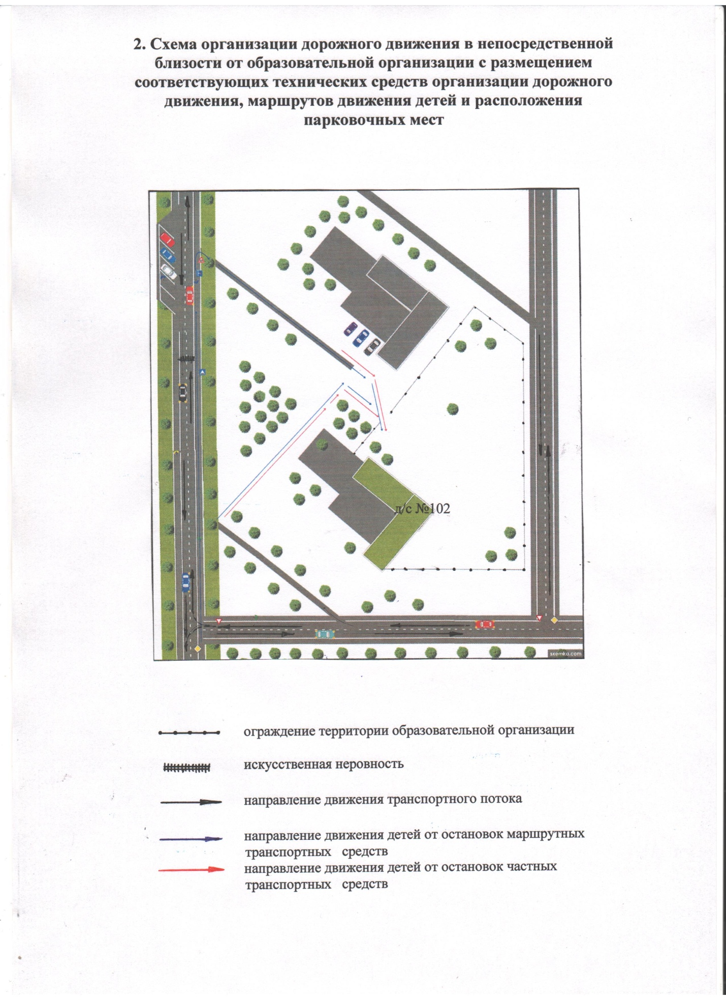 2. Схема организации дорожного движения в непосредственной
близости от образовательной организации с размещением
соответствующих технических средств организации дорожного
движения, маршрутов движения детей и расположения
парковочных мест
д/с №102
sxemka.com
ограждение территории образовательной организации
искусственная неровность
направление движения транспортного потока
направление движения детей от остановок маршрутных
транспортных средств
направление движения детей от остановок частных
транспортных средств